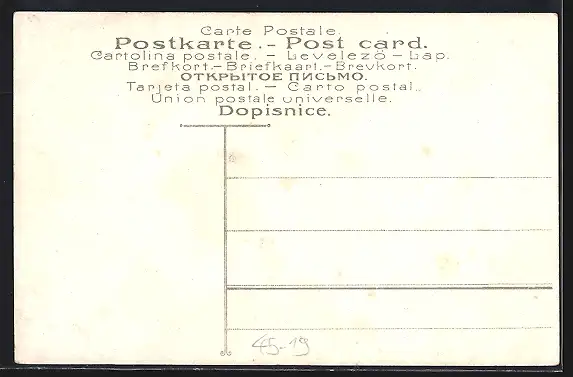 Carte Postale.
Postkarte. - Post card.
Cartolina postale. - Levelező - Lap.
Brefkort.- Briefkaart.- Brevkort.
ОТКРЫТОЕ ПИСЬМО.
Tarjeta postal. - Carto postal..
Union postale universelle.
Dopisnice.
45-19